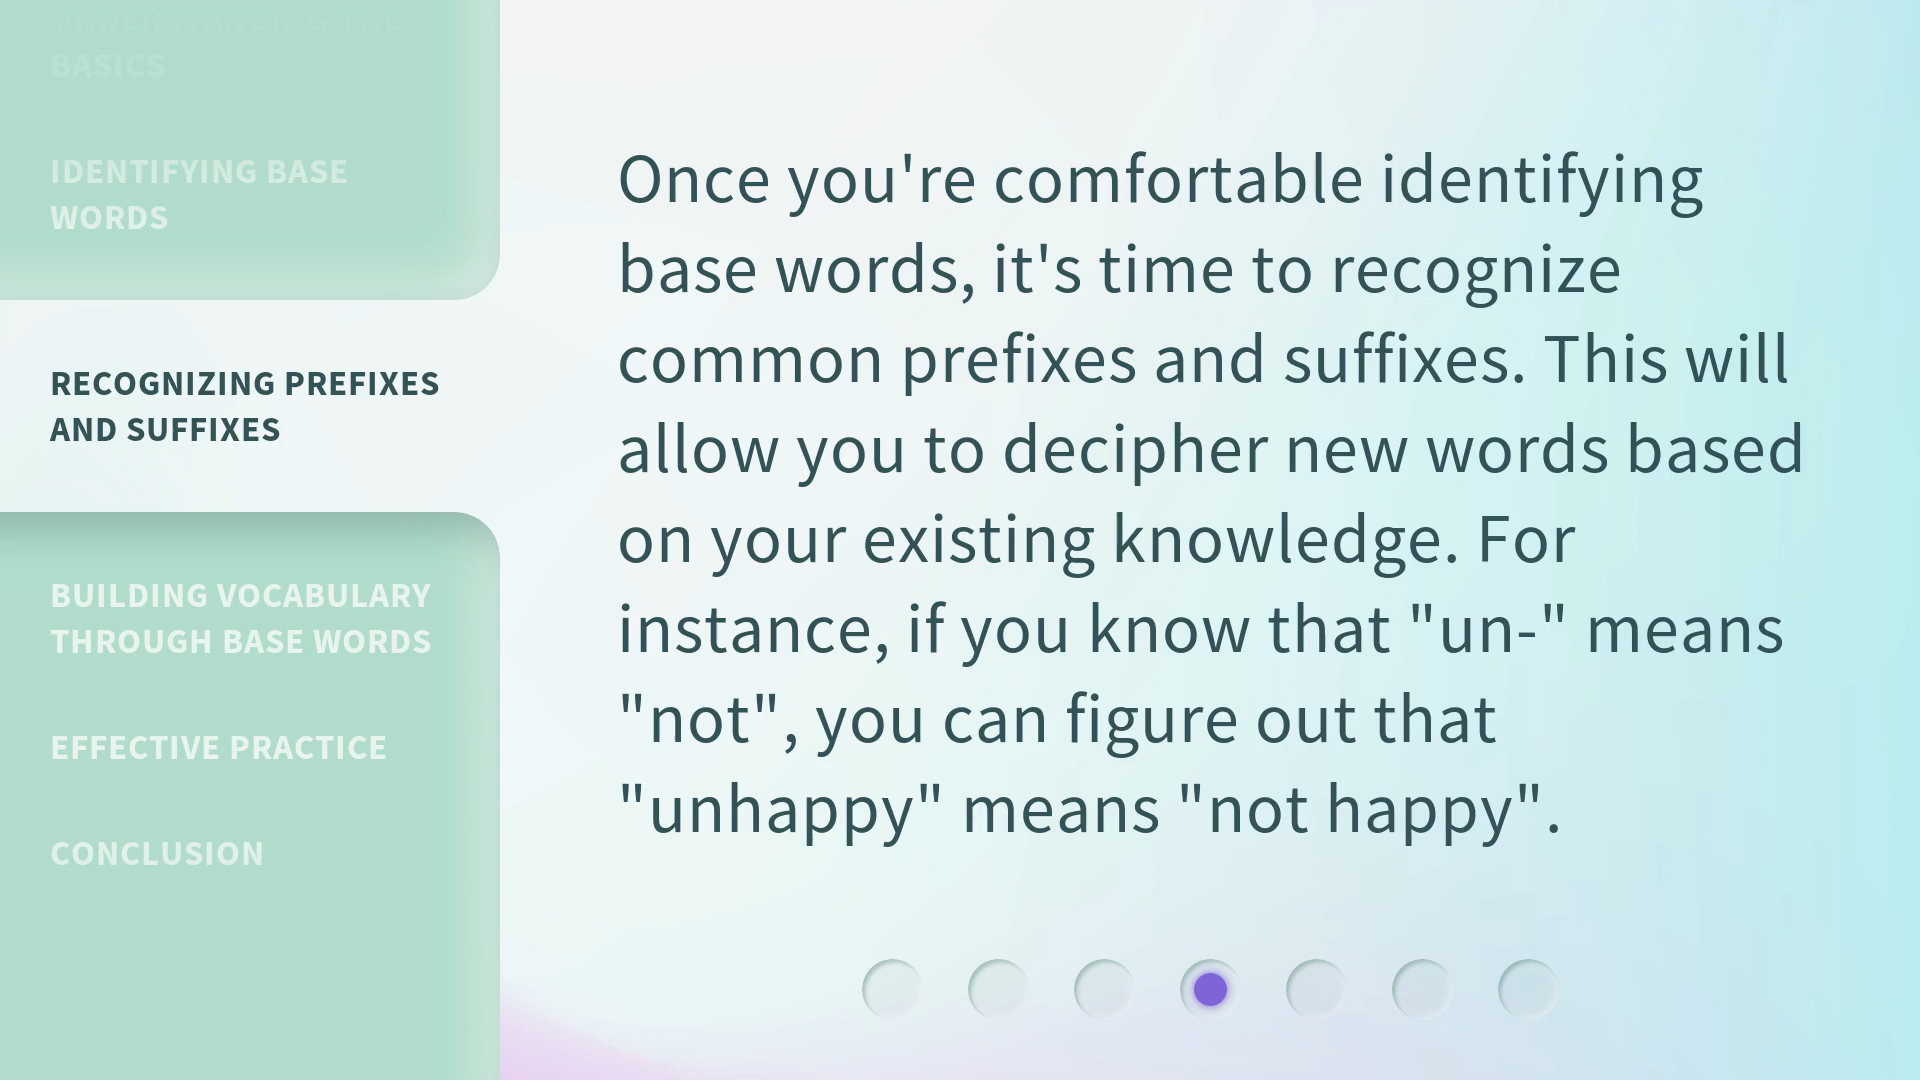 UNDERSTANDING THE
BASICS
IDENTIFYING BASE
WORDS
RECOGNIZING PREFIXES
AND SUFFIXES
BUILDING VOCABULARY
THROUGH BASE WORDS
EFFECTIVE PRACTICE
CONCLUSION
Once you're comfortable identifying
base words, it's time to recognize
common prefixes and suffixes. This will
allow you to decipher new words based
on your existing knowledge. For
instance, if you know that "un-" means
"not", you can figure out that
"unhappy" means "not happy".